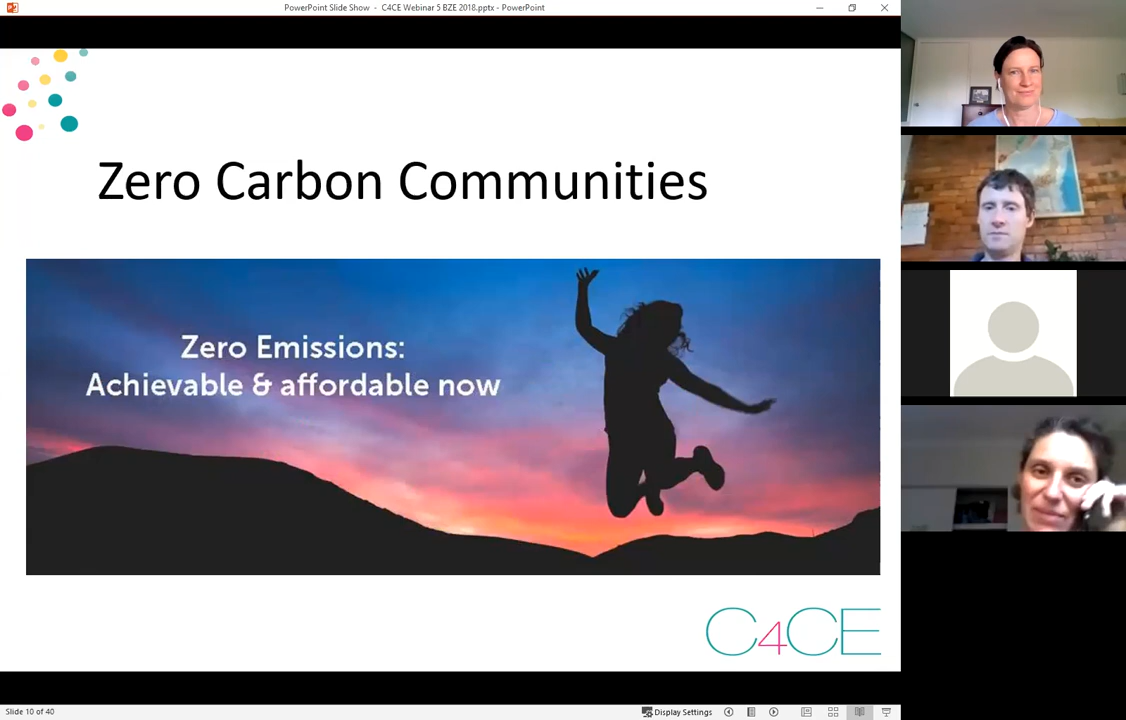 PowerPoint Slide Show - C4CE Webinar 5 BZE 2018.pptx - PowerPoint
Zero Carbon Communities
Zero Emissions:
Achievable & affordable now
C4CE
Slide 10 of 40
Display Settings